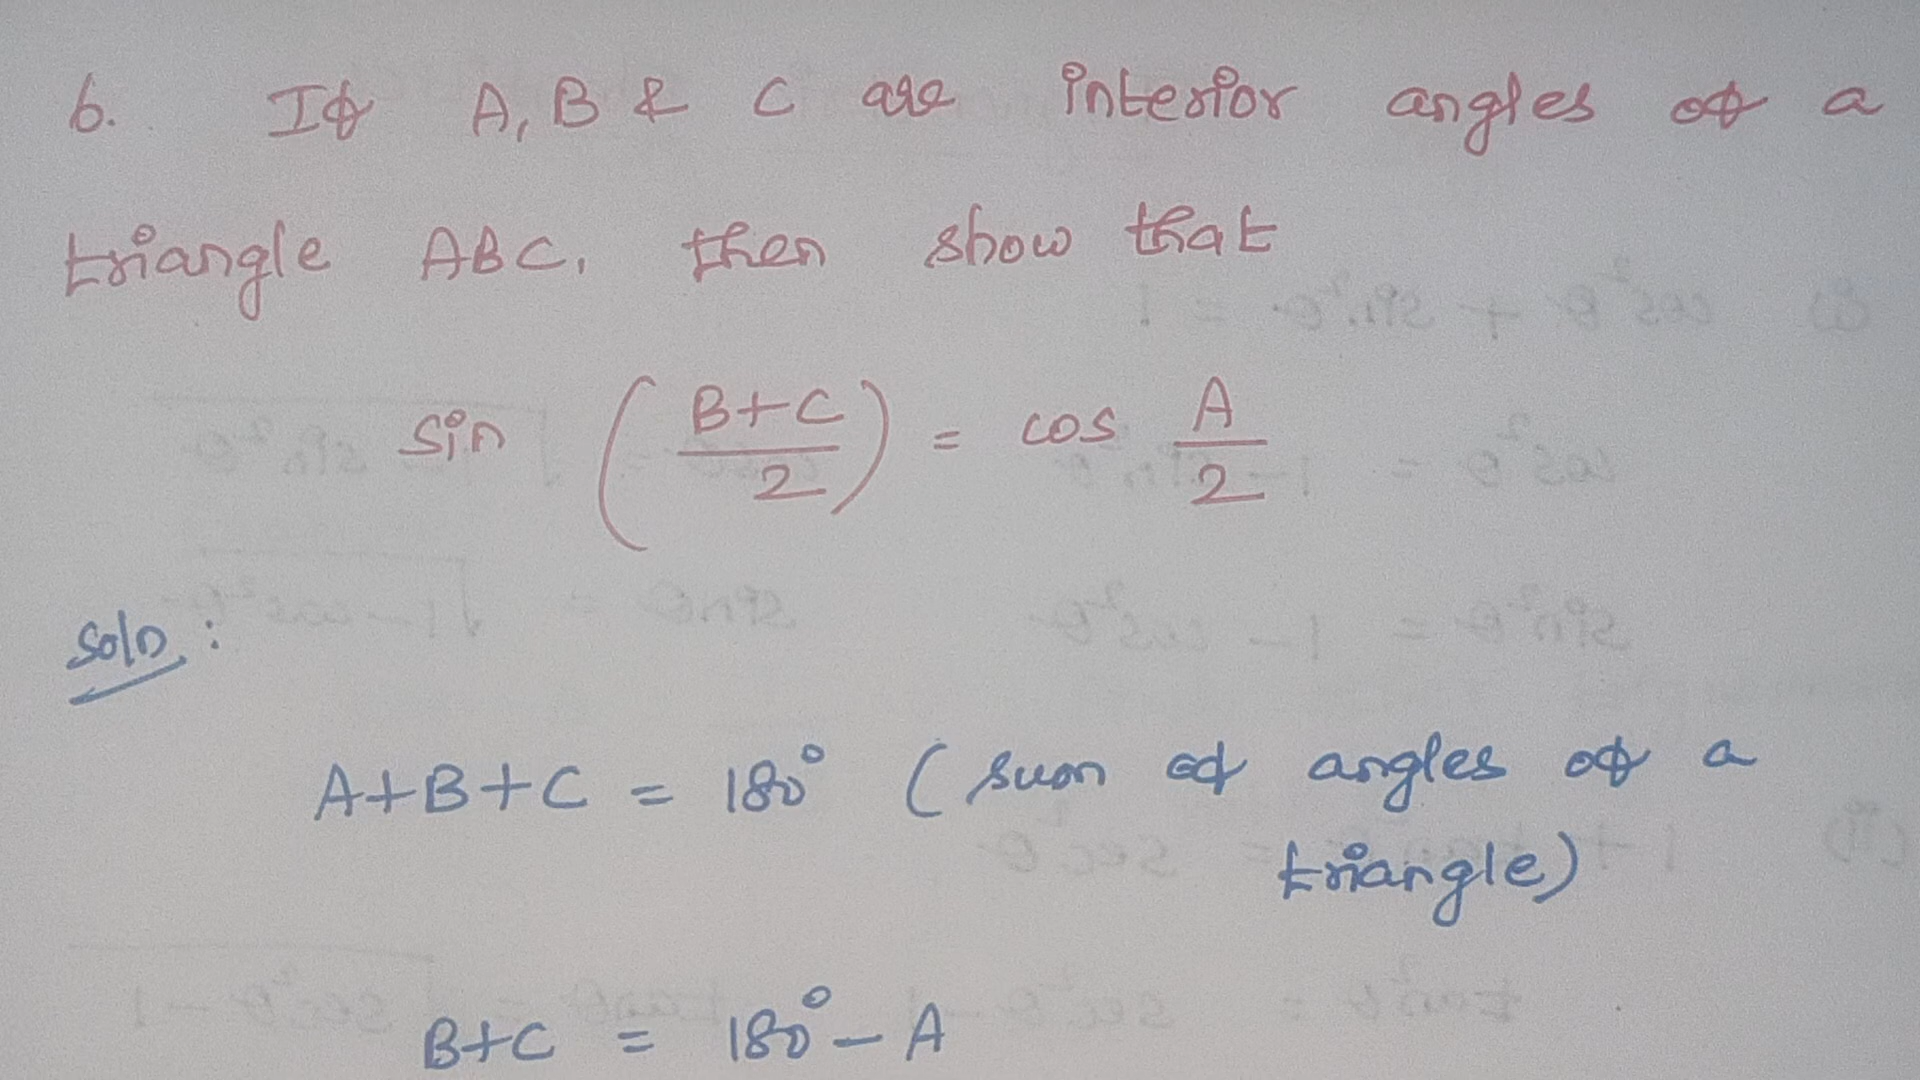 6. If A, B & C are interior angles of a
triangle ABC, then show that
sin ( B+C / 2 ) = cos A / 2
Soln :
A+B+C = 180° ( sum of angles of a
triangle)
B+C = 180° - A